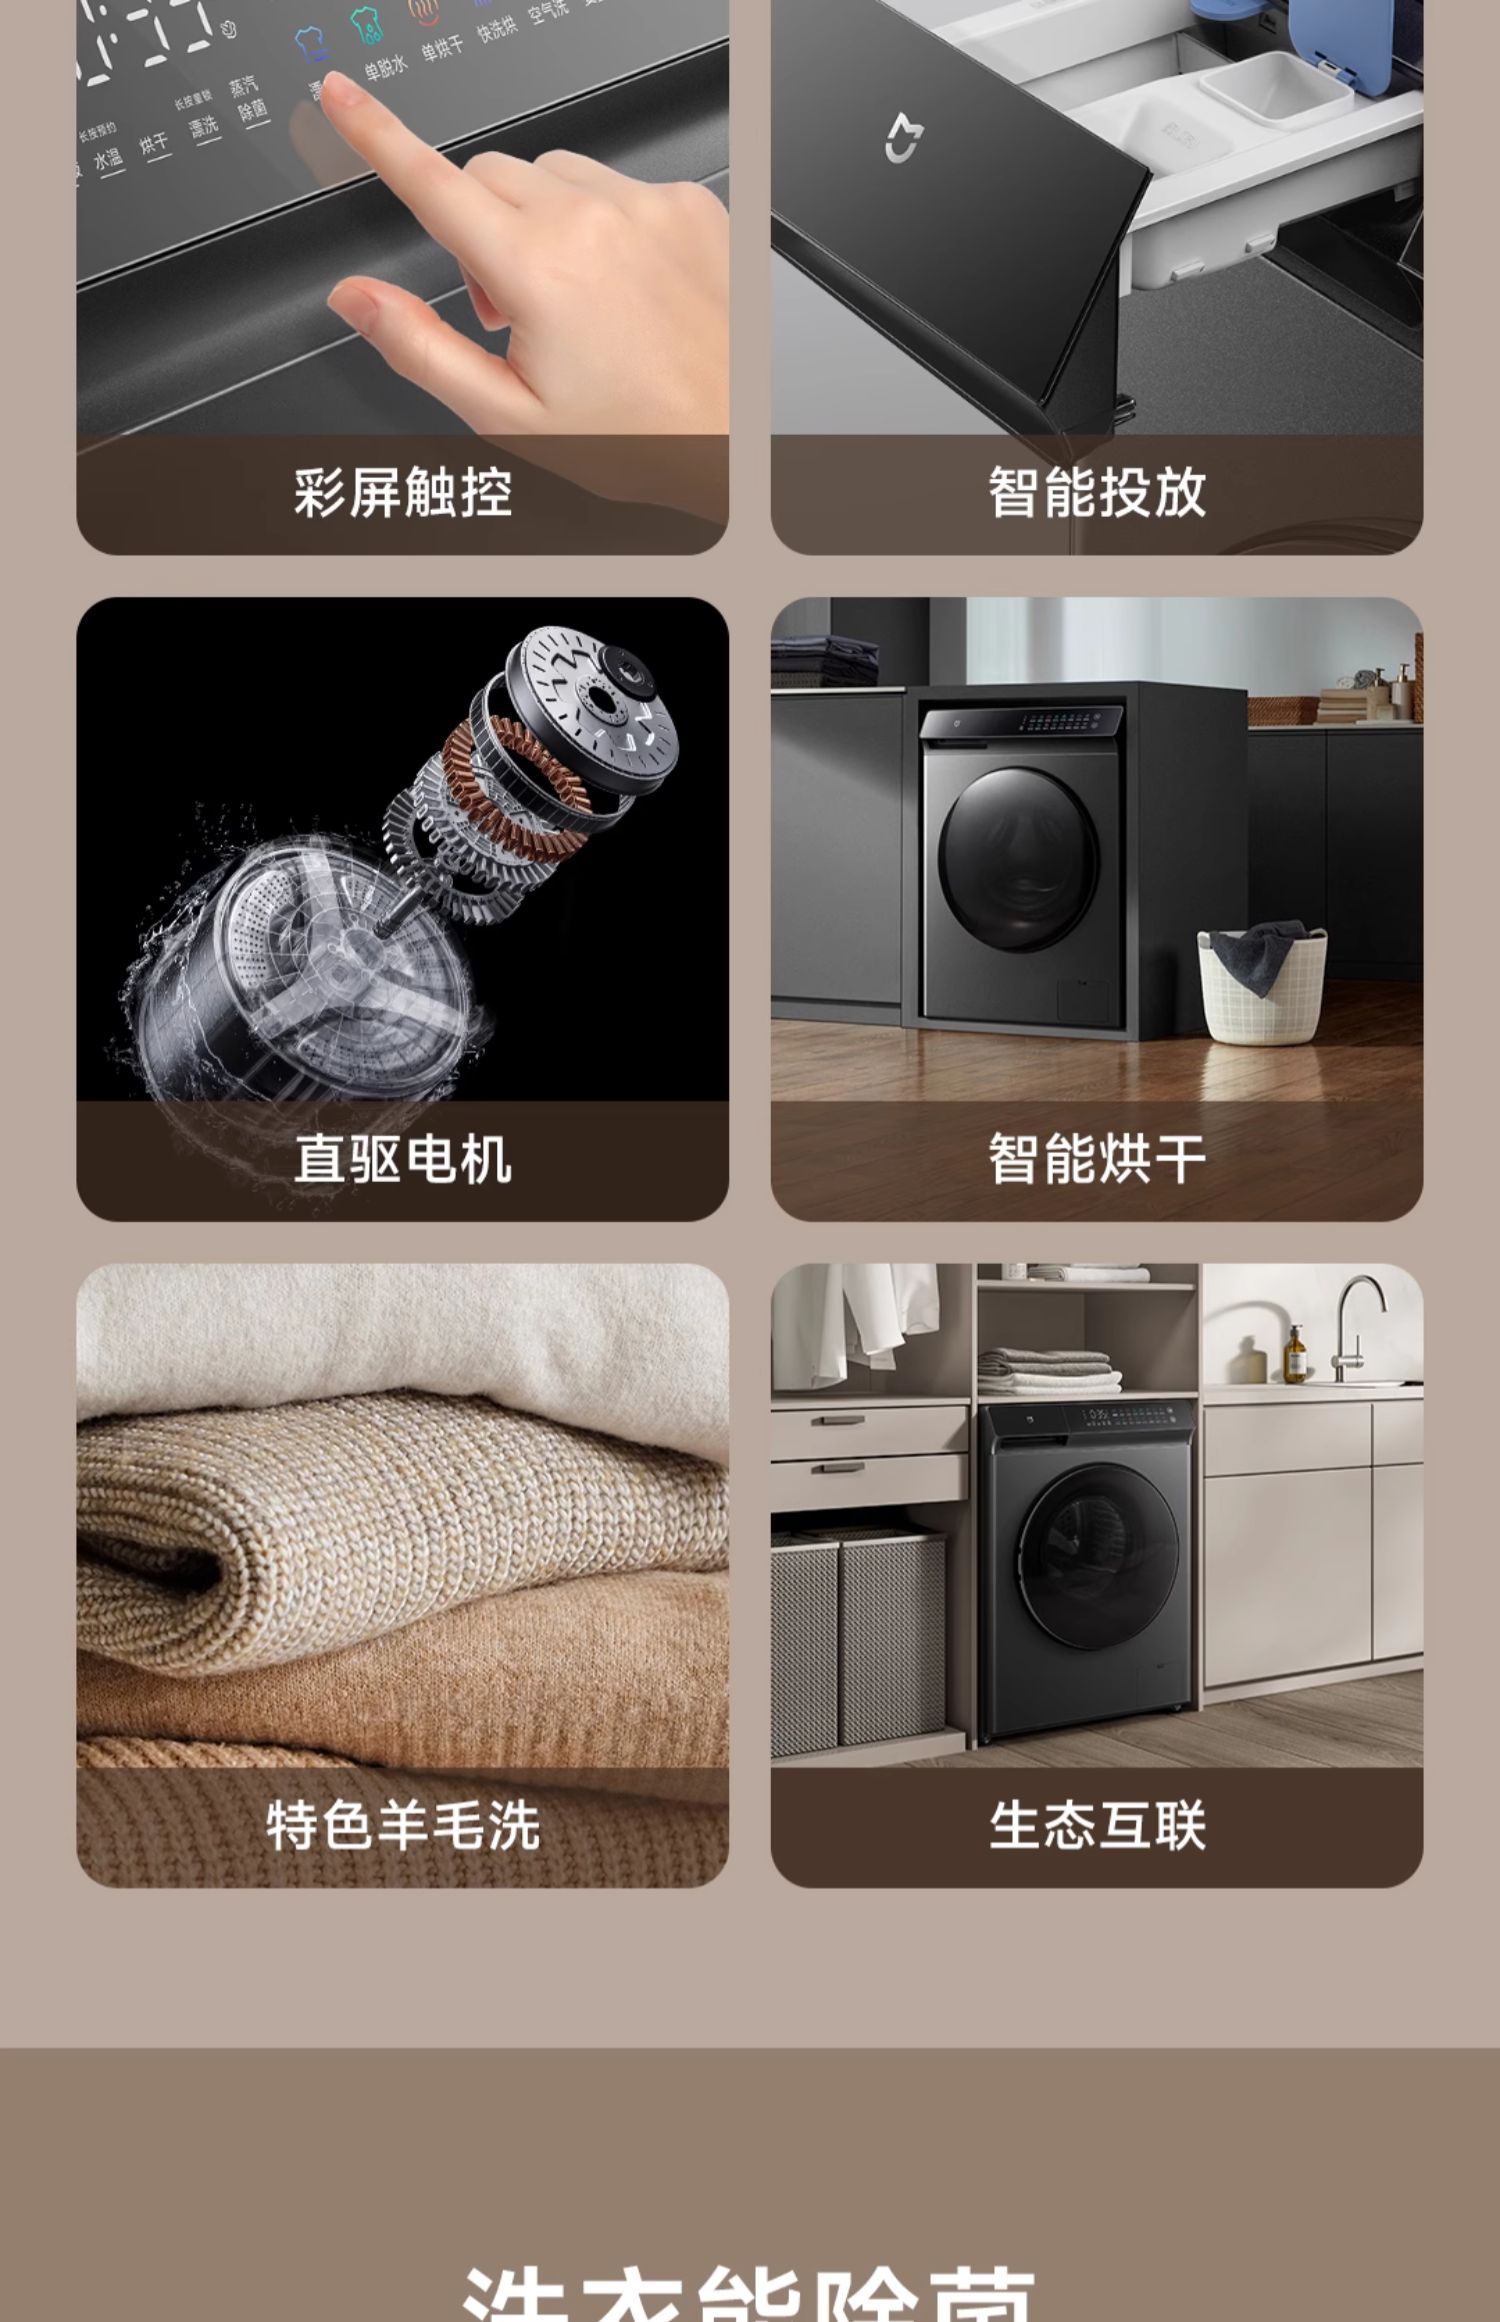 单脱水
单烘干
快洗烘
空气洗
长按童锁
蒸汽
除菌
长按预约
水温
烘干
漂洗
彩屏触控
智能投放
直驱电机
智能烘干
特色羊毛洗
生态互联
洗衣能除菌